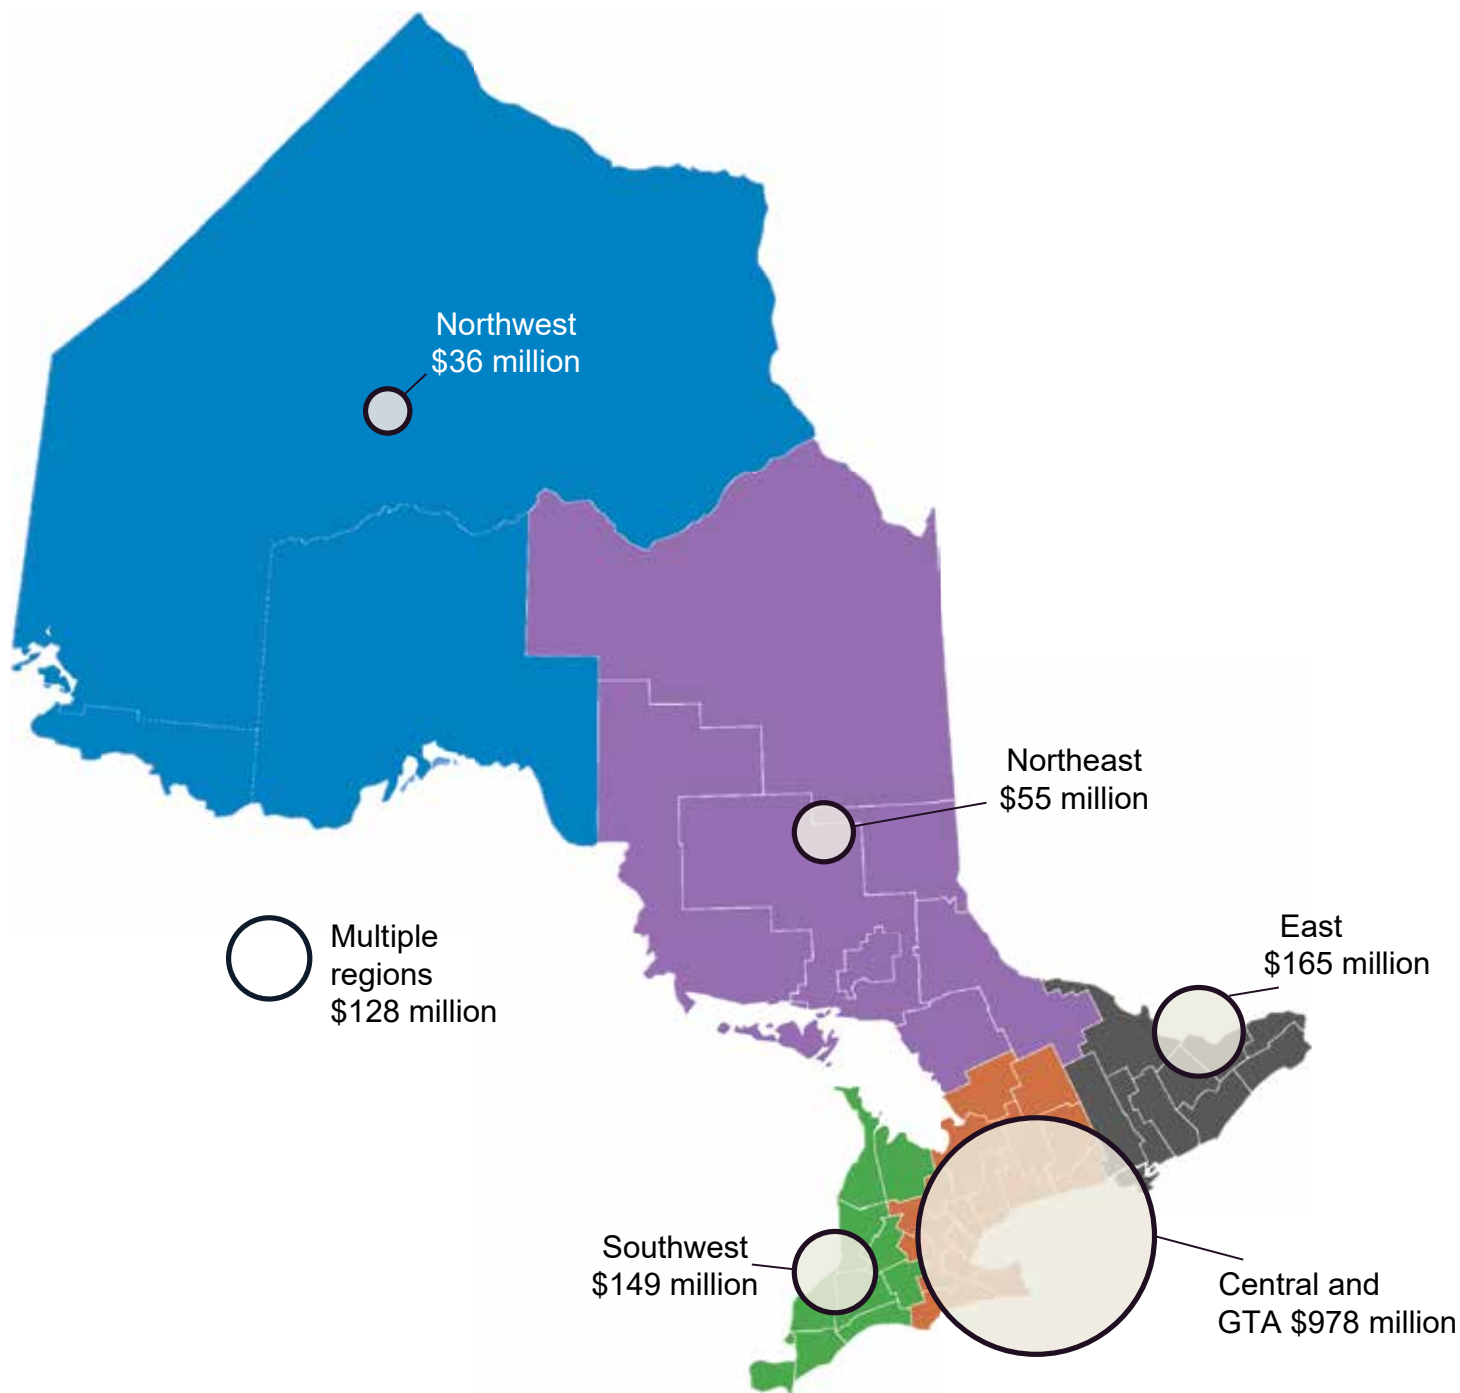 Northwest
$36 million
Northeast
$55 million
East
$165 million
Multiple
regions
$128 million
Southwest
$149 million
Central and
GTA $978 million